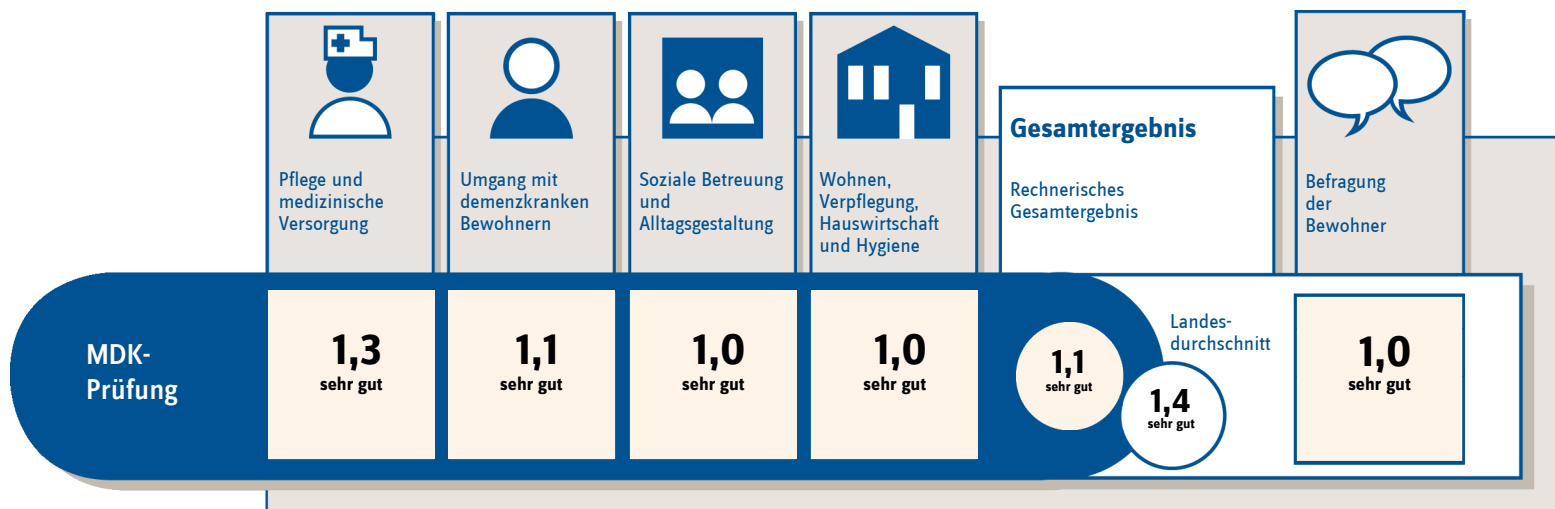 Pflege und
medizinische
Versorgung
Umgang mit
demenzkranken
Bewohnern
Soziale Betreuung
und
Alltagsgestaltung
Wohnen,
Verpflegung,
Hauswirtschaft
und Hygiene
Gesamtergebnis
Rechnerisches
Gesamtergebnis
Befragung
der
Bewohner
MDK-
Prüfung
1,3
sehr gut
1,1
sehr gut
1,0
sehr gut
1,0
sehr gut
1,1
sehr gut
Landes-
durchschnitt
1,4
sehr gut
1,0
sehr gut